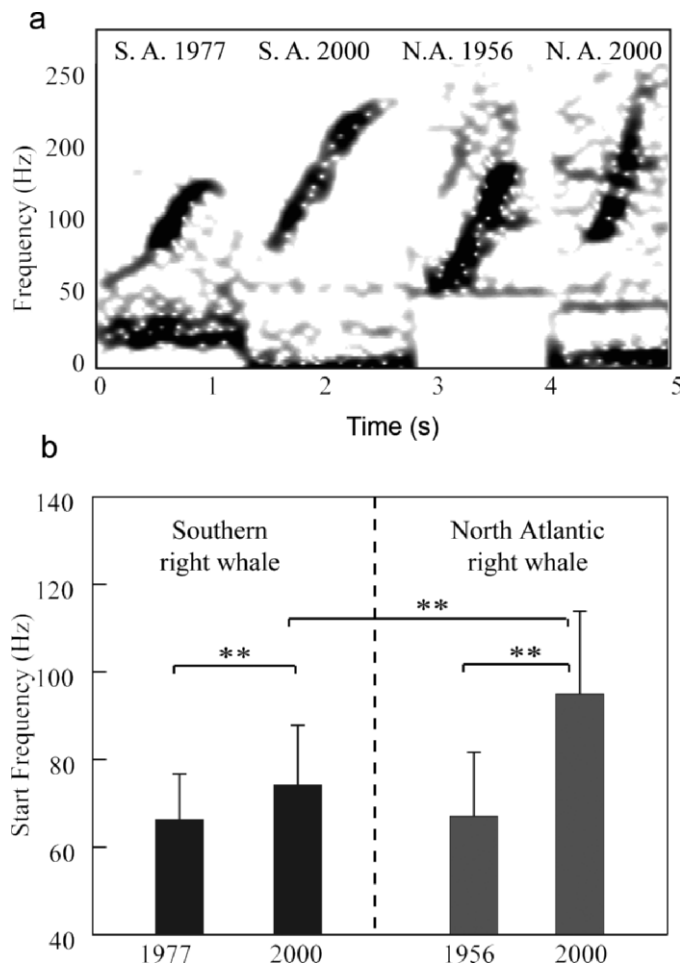 a
S. A. 1977 S. A. 2000 N.A. 1956 N. A. 2000
250
200
100
50
0
Frequency (Hz)
0 1 2 3 4 5
Time (s)
b
140
120
100
80
60
40
Start Frequency (Hz)
Southern
right whale
North Atlantic
right whale
**
**
**
1977 2000 1956 2000